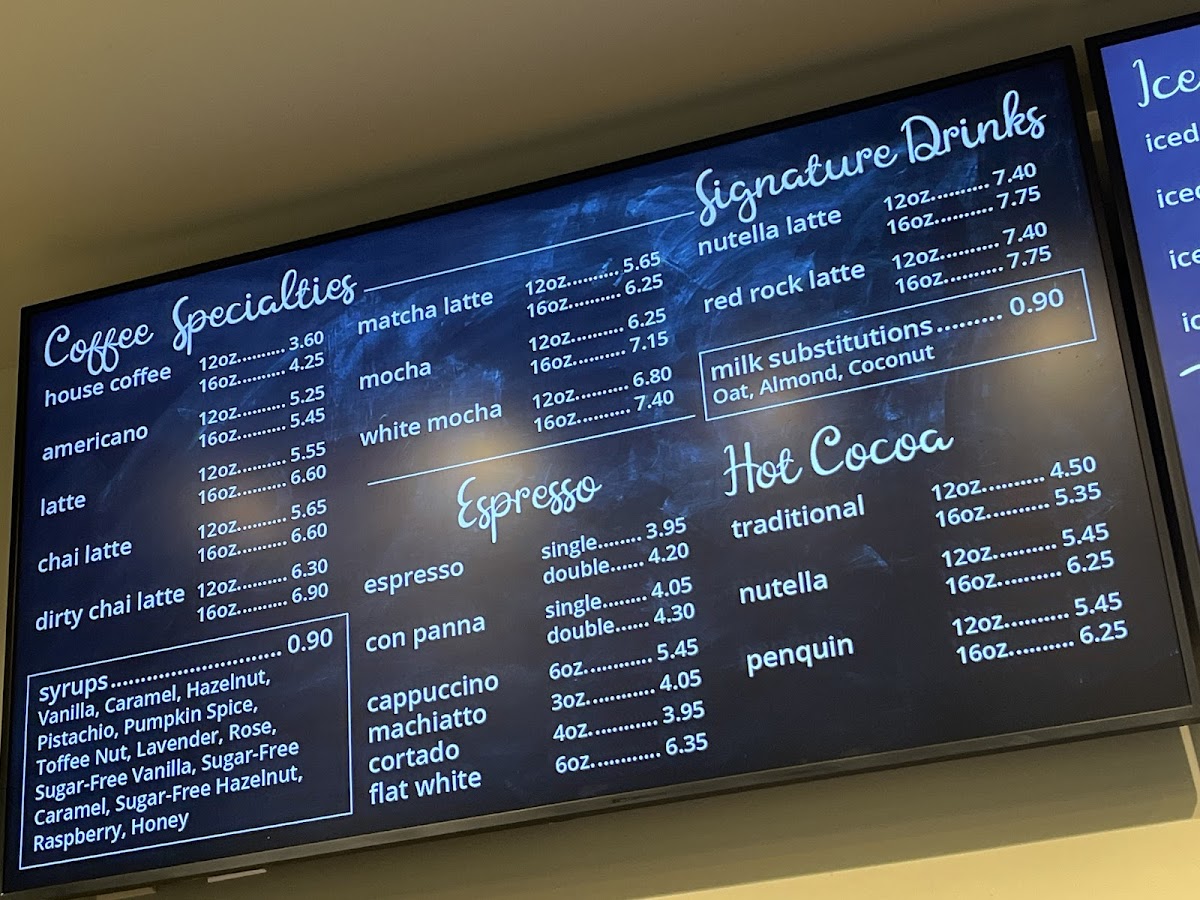 Coffee Specialties
house coffee 12oz.......... 3.60
16oz.......... 4.25
americano 12oz.......... 5.25
16oz.......... 5.45
latte 12oz.......... 5.55
16oz.......... 6.60
chai latte 12oz.......... 5.65
16oz.......... 6.60
dirty chai latte 12oz.......... 6.30
16oz.......... 6.90
syrups.............................. 0.90
Vanilla, Caramel, Hazelnut,
Pistachio, Pumpkin Spice,
Toffee Nut, Lavender, Rose,
Sugar-Free Vanilla, Sugar-Free
Caramel, Sugar-Free Hazelnut,
Raspberry, Honey
matcha latte 12oz.......... 5.65
16oz.......... 6.25
mocha 12oz.......... 6.25
16oz.......... 7.15
white mocha 12oz.......... 6.80
16oz.......... 7.40
Espresso
espresso single........ 3.95
double...... 4.20
con panna single........ 4.05
double...... 4.30
cappuccino 6oz............ 5.45
machiatto 3oz............ 4.05
cortado 4oz............ 3.95
flat white 6oz............ 6.35
Signature Drinks
nutella latte 12oz.......... 7.40
16oz.......... 7.75
red rock latte 12oz.......... 7.40
16oz.......... 7.75
milk substitutions......... 0.90
Oat, Almond, Coconut
Hot Cocoa
traditional 12oz.......... 4.50
16oz.......... 5.35
nutella 12oz.......... 5.45
16oz.......... 6.25
penquin 12oz.......... 5.45
16oz.......... 6.25
Ice
iced